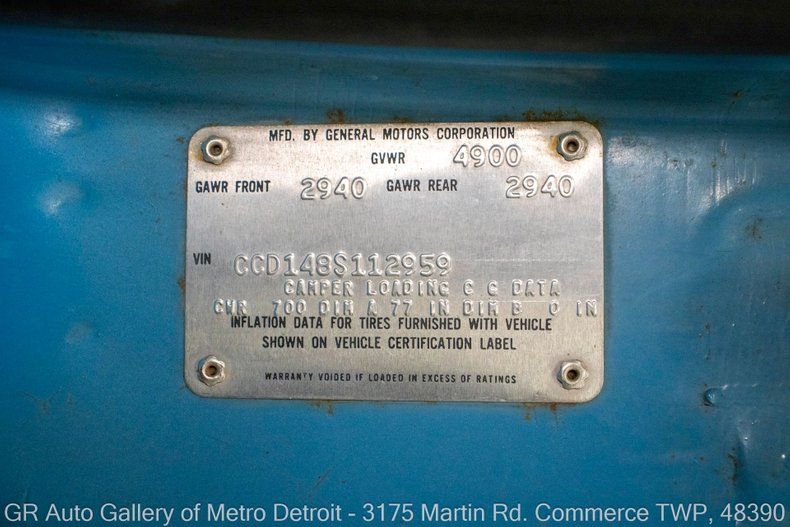 MFD. BY GENERAL MOTORS CORPORATION
GVWR 4900
GAWR FRONT 2940 GAWR REAR 2940
VIN CCD148S112959
CAMPER LOADING C G DATA
CWR 700 DIM A 77 IN DIM B 0 IN
INFLATION DATA FOR TIRES FURNISHED WITH VEHICLE
SHOWN ON VEHICLE CERTIFICATION LABEL
WARRANTY VOIDED IF LOADED IN EXCESS OF RATINGS
GR Auto Gallery of Metro Detroit - 3175 Martin Rd. Commerce TWP, 48390